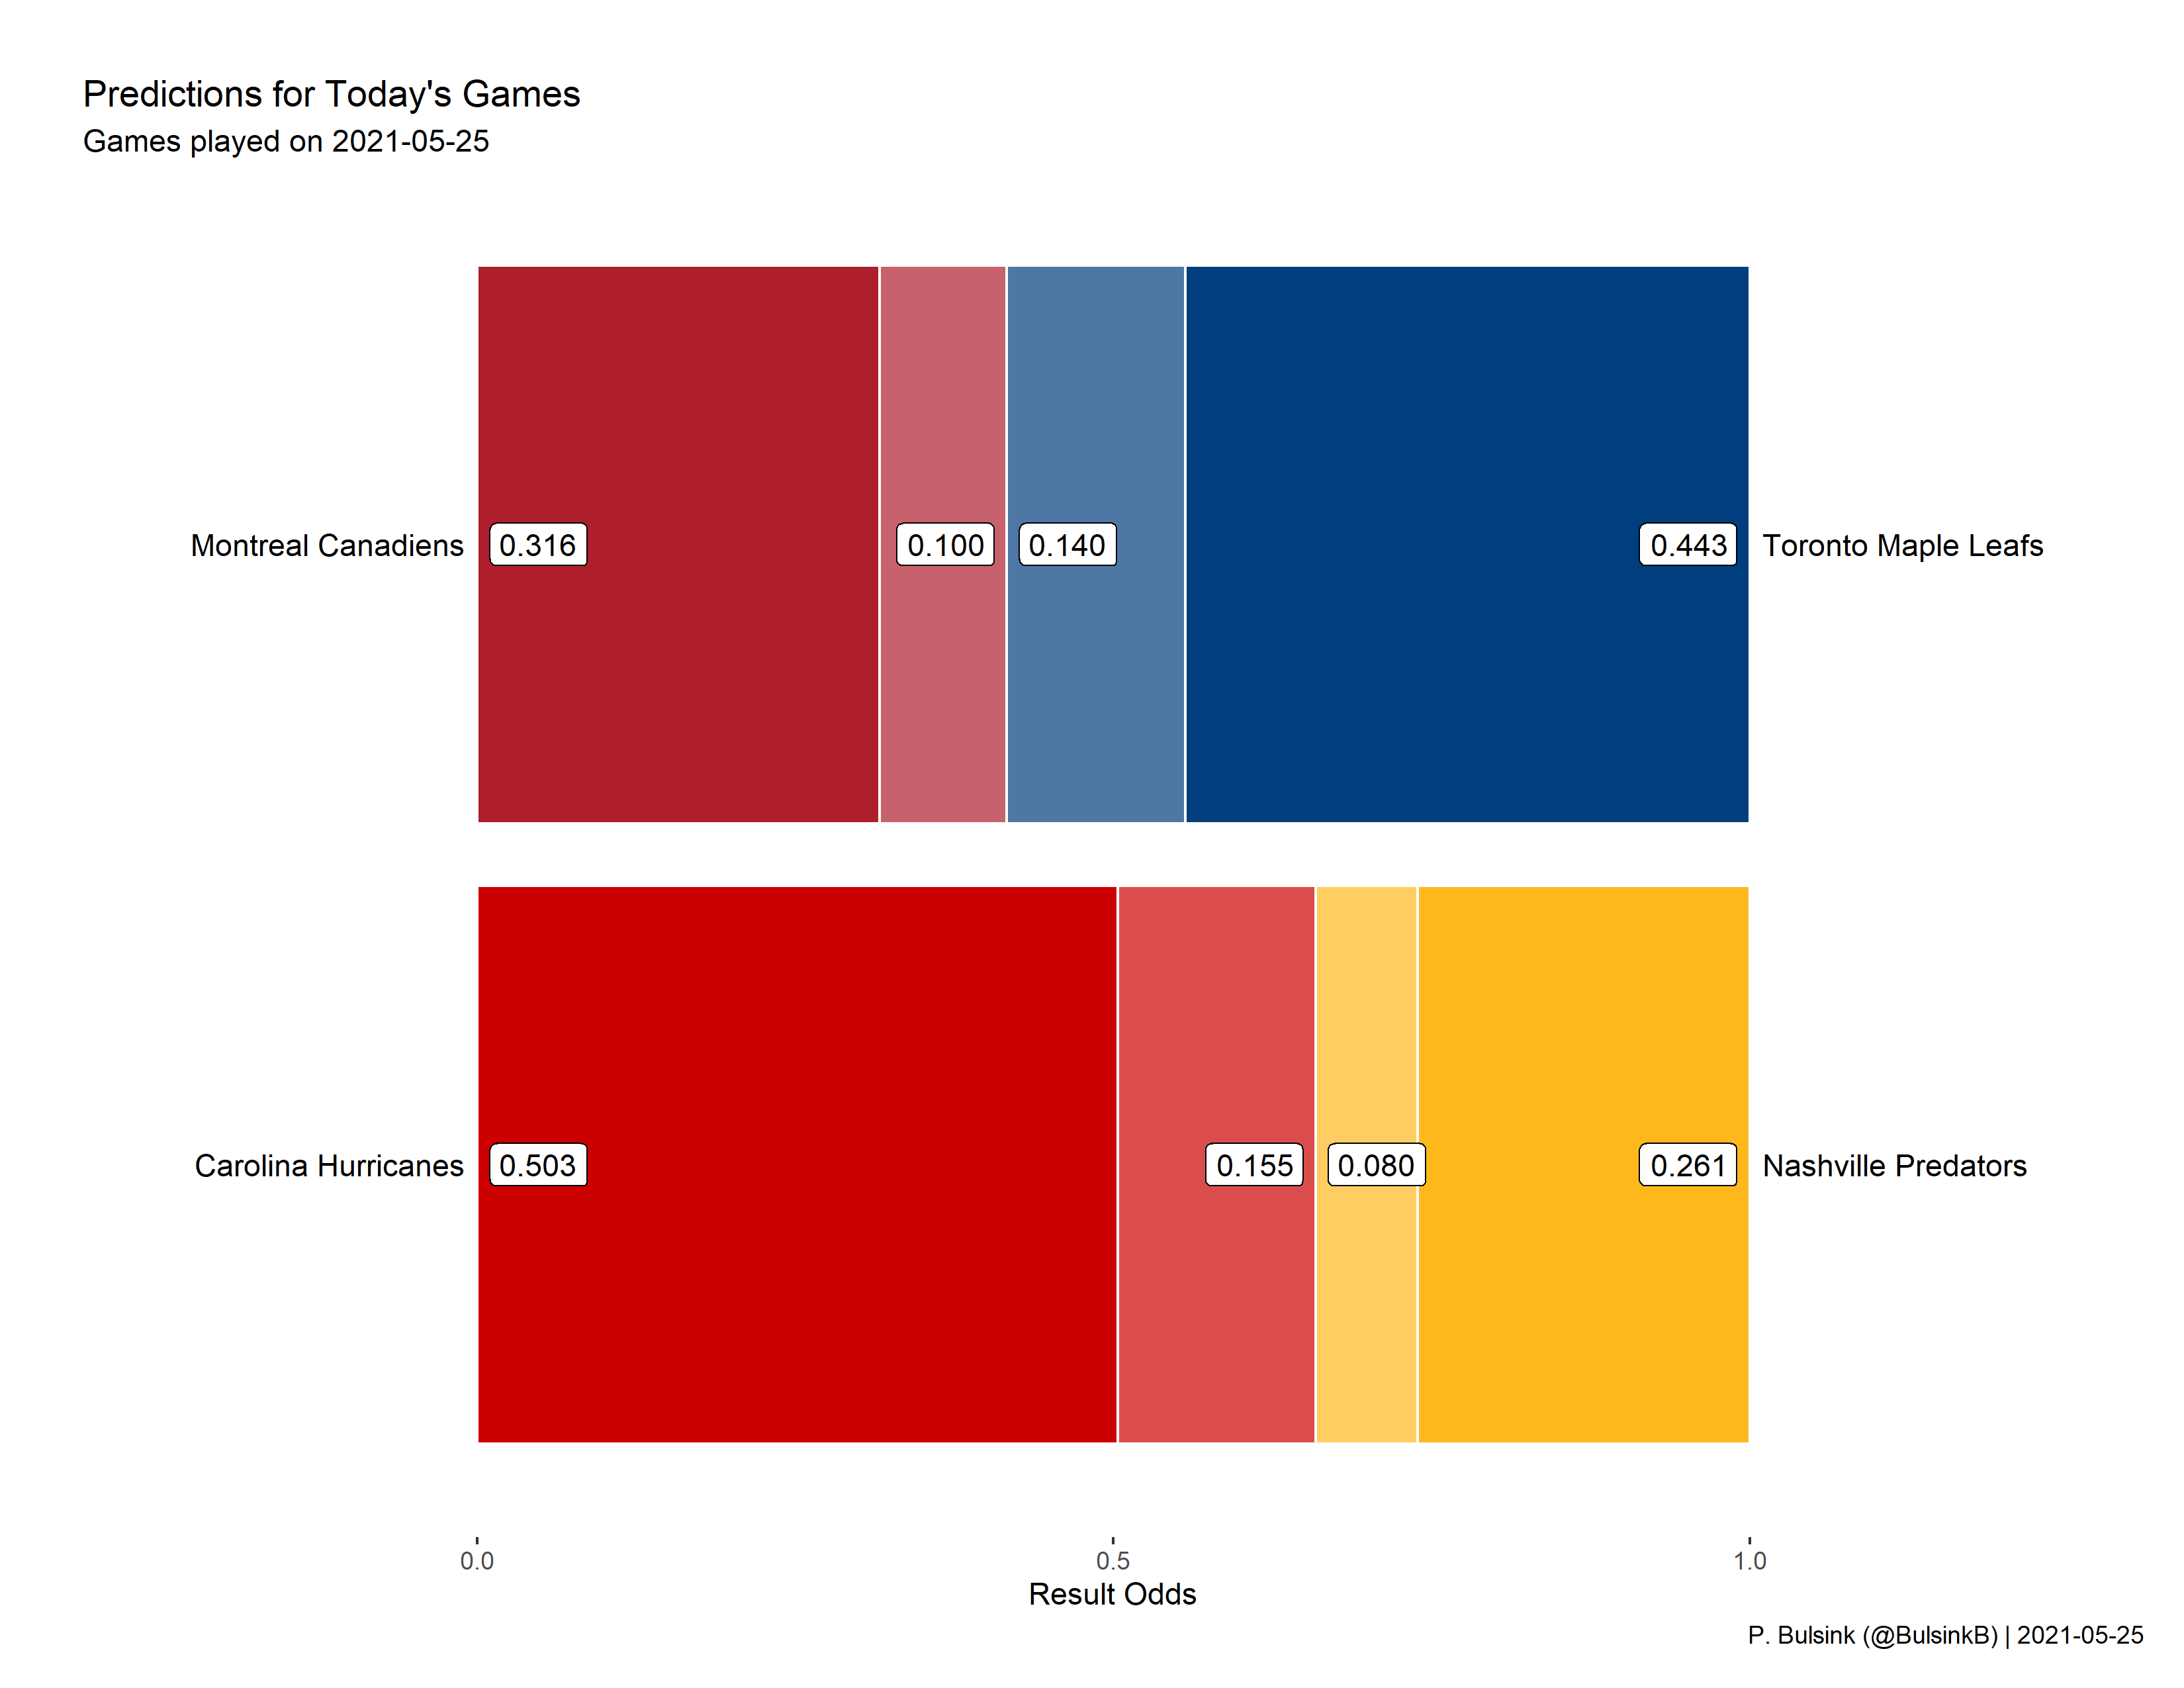 Predictions for Today's Games
Games played on 2021-05-25
Montreal Canadiens 0.316 0.100 0.140 0.443 Toronto Maple Leafs
Carolina Hurricanes 0.503 0.155 0.080 0.261 Nashville Predators
0.0 0.5 1.0
Result Odds
P. Bulsink (@BulsinkB) | 2021-05-25